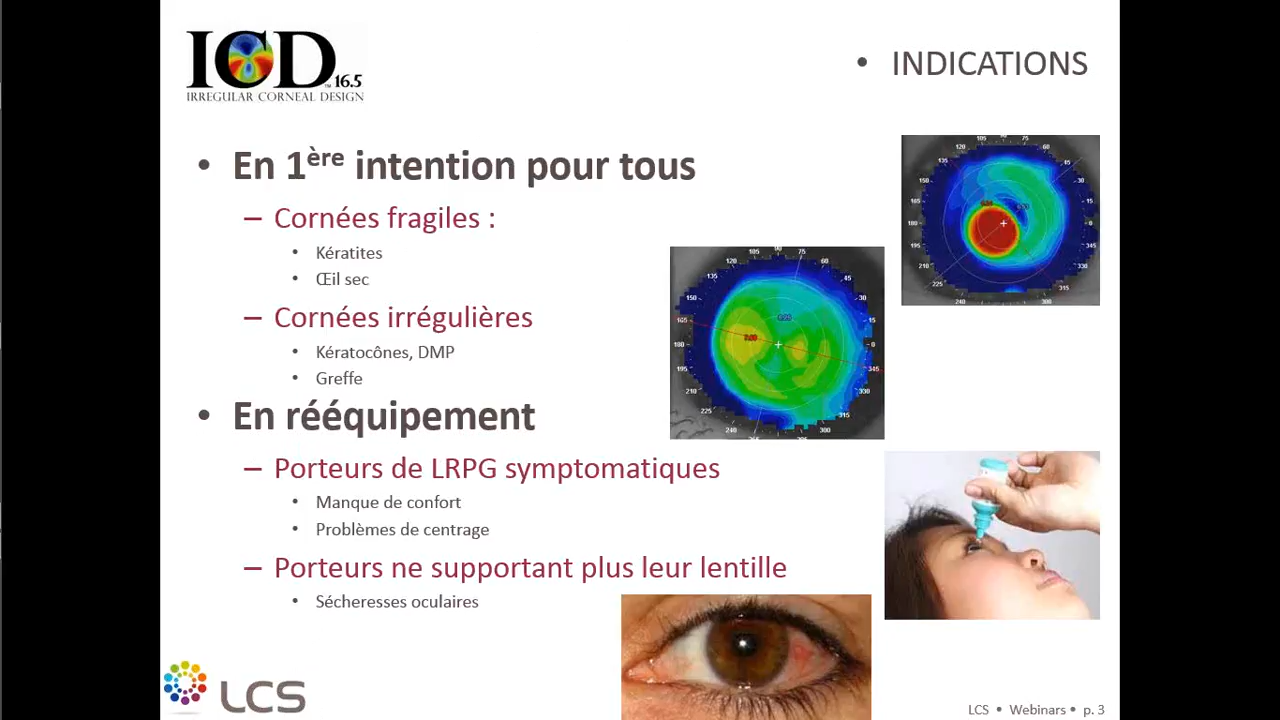 ICD 16.5
IRREGULAR CORNEAL DESIGN
• INDICATIONS
• En 1ère intention pour tous
– Cornées fragiles :
• Kératites
• Œil sec
– Cornées irrégulières
• Kératocônes, DMP
• Greffe
• En rééquipement
– Porteurs de LRPG symptomatiques
• Manque de confort
• Problèmes de centrage
– Porteurs ne supportant plus leur lentille
• Sécheresses oculaires
LCS
LCS • Webinars • p. 3